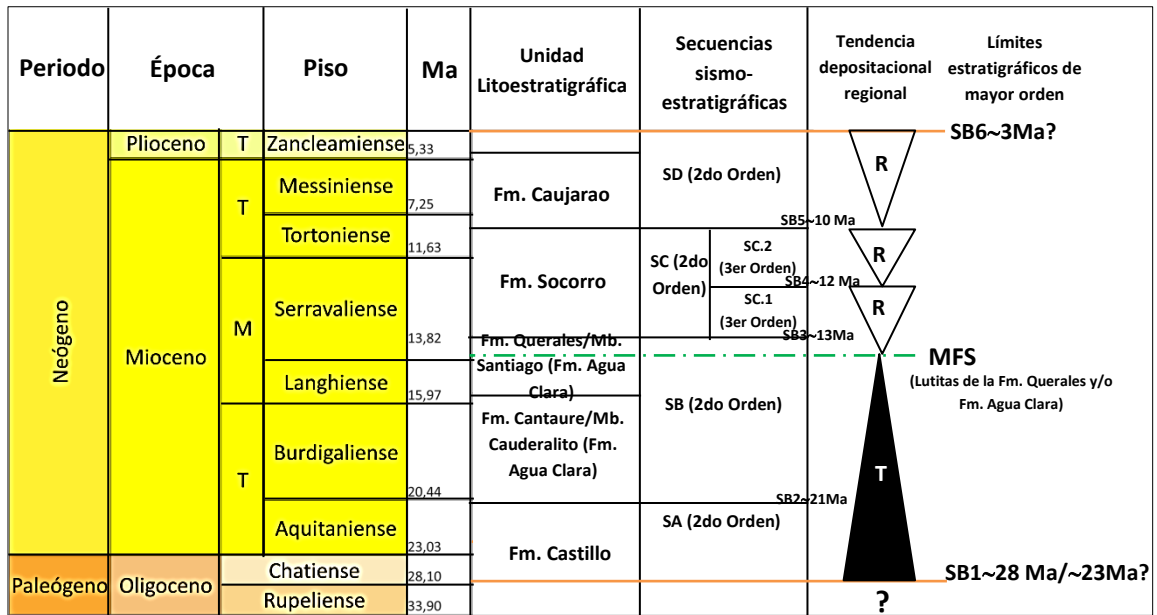 Periodo
Época
Piso
Ma
Unidad
Litoestratigráfica
Secuencias
sismo-
estratigráficas
Tendencia
depositacional
regional
Límites
estratigráficos de
mayor orden
Neógeno
Paleógeno
Plioceno
Mioceno
Oligoceno
T
T
M
T
Zancleamiense
5,33
Messiniense
7,25
Tortoniense
11,63
Serravaliense
13,82
Langhiense
15,97
Burdigaliense
20,44
Aquitaniense
23,03
Chatiense
28,10
Rupeliense
33,90
Fm. Caujarao
Fm. Socorro
Fm. Querales/Mb.
Santiago (Fm. Agua
Clara)
Fm. Cantaure/Mb.
Cauderalito (Fm.
Agua Clara)
Fm. Castillo
SD (2do Orden)
SB5~10 Ma
SC (2do
Orden)
SC.2
(3er Orden)
SB4~12 Ma
SC.1
(3er Orden)
SB3~13Ma
SB (2do Orden)
SB2~21Ma
SA (2do Orden)
R
R
R
T
?
SB6~3Ma?
MFS
(Lutitas de la Fm. Querales y/o
Fm. Agua Clara)
SB1~28 Ma/~23Ma?